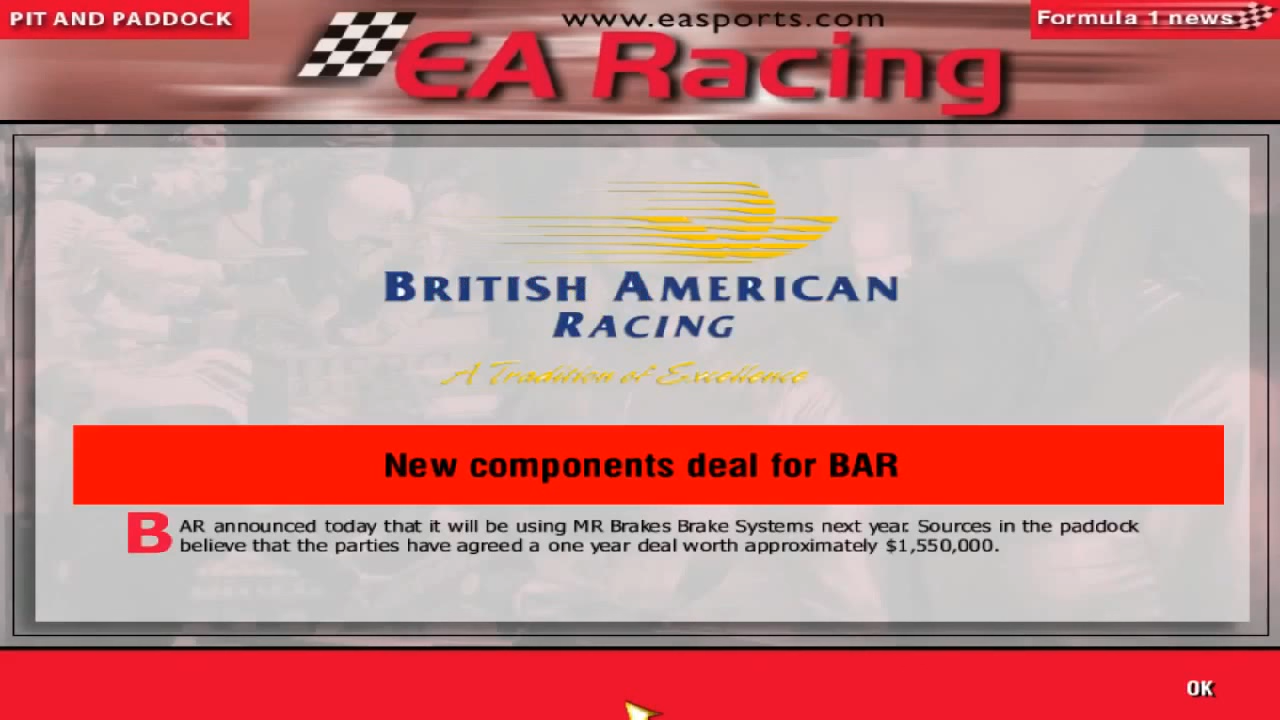 PIT AND PADDOCK
www.easports.com
Formula 1 news
EA Racing
BRITISH AMERICAN
RACING
A Tradition of Excellence
New components deal for BAR
BAR announced today that it will be using MR Brakes Brake Systems next year. Sources in the paddock
believe that the parties have agreed a one year deal worth approximately $1,550,000.
OK